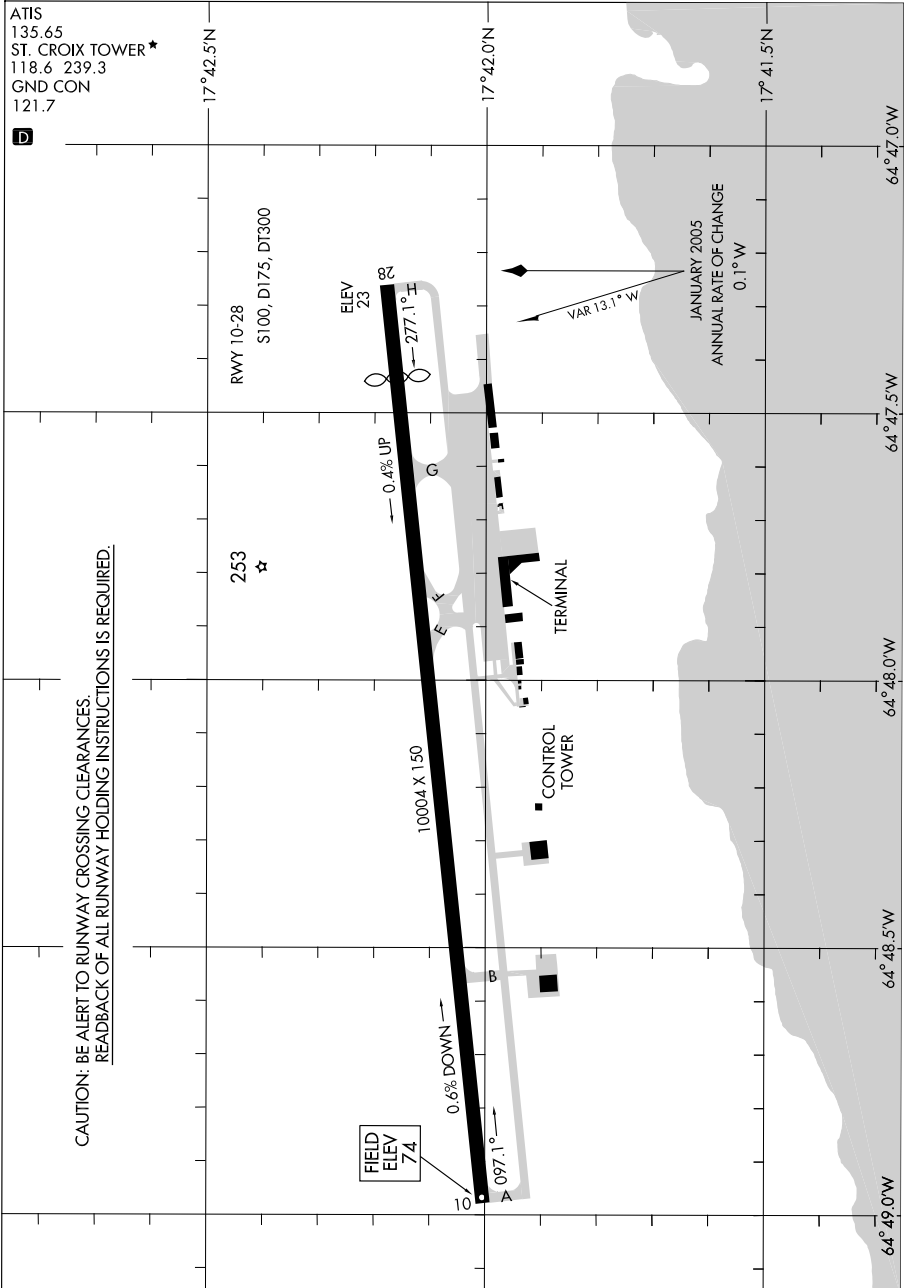 ATIS
135.65
ST. CROIX TOWER★
118.6 239.3
GND CON
121.7
D
CAUTION: BE ALERT TO RUNWAY CROSSING CLEARANCES.
READBACK OF ALL RUNWAY HOLDING INSTRUCTIONS IS REQUIRED.
17°42.5'N
17°42.0'N
17°41.5'N
64°47.0'W
64°47.5'W
64°48.0'W
64°48.5'W
64°49.0'W
RWY 10-28
S100, D175, DT300
ELEV
23
28
H
277.1°
JANUARY 2005
ANNUAL RATE OF CHANGE
0.1° W
VAR 13.1° W
0.4% UP
G
253
F
E
TERMINAL
10004 X 150
CONTROL
TOWER
B
0.6% DOWN
FIELD
ELEV
74
097.1°
10
A